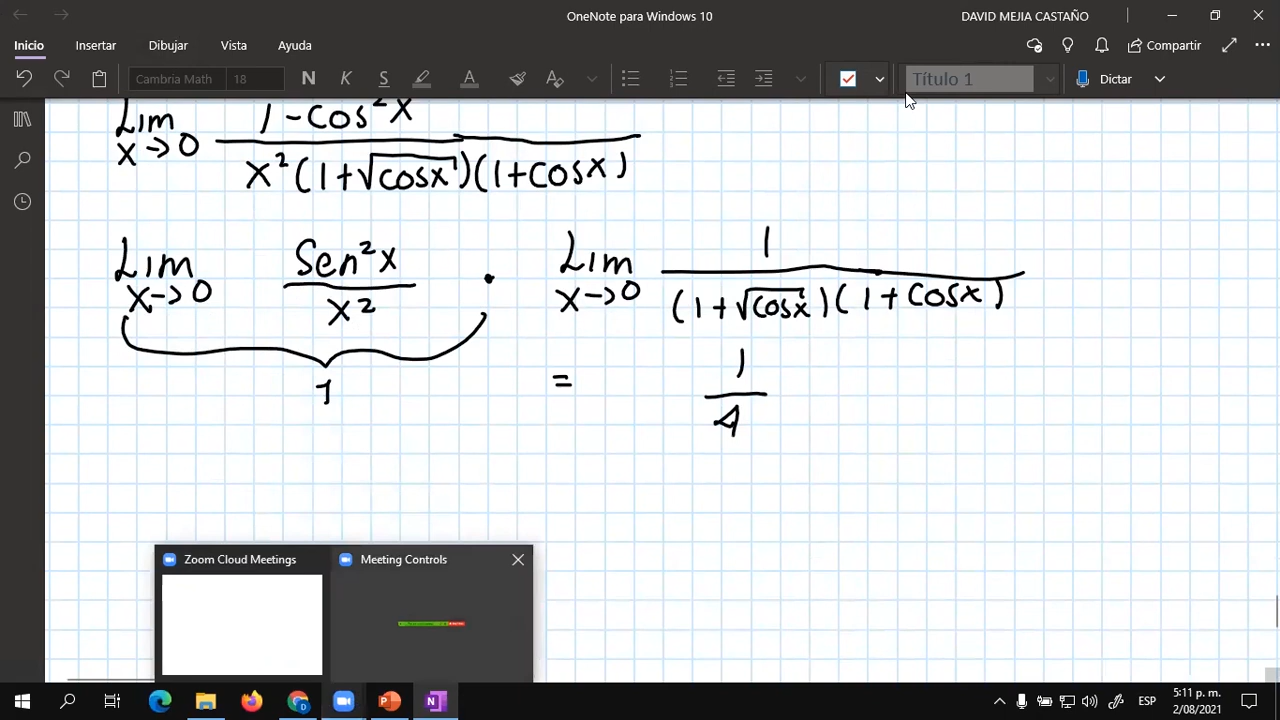 OneNote para Windows 10
DAVID MEJIA CASTAÑO
Inicio Insertar Dibujar Vista Ayuda
Compartir
Cambria Math 18 N K S A
Título 1
Dictar
Lim x→0 1-cos²x / x²(1+√cosx)(1+cosx)
Lim x→0 Sen²x / x² · Lim x→0 1 / (1+√cosx)(1+cosx)
1 = 1/4
Zoom Cloud Meetings
Meeting Controls
ESP
5:11 p. m.
2/08/2021